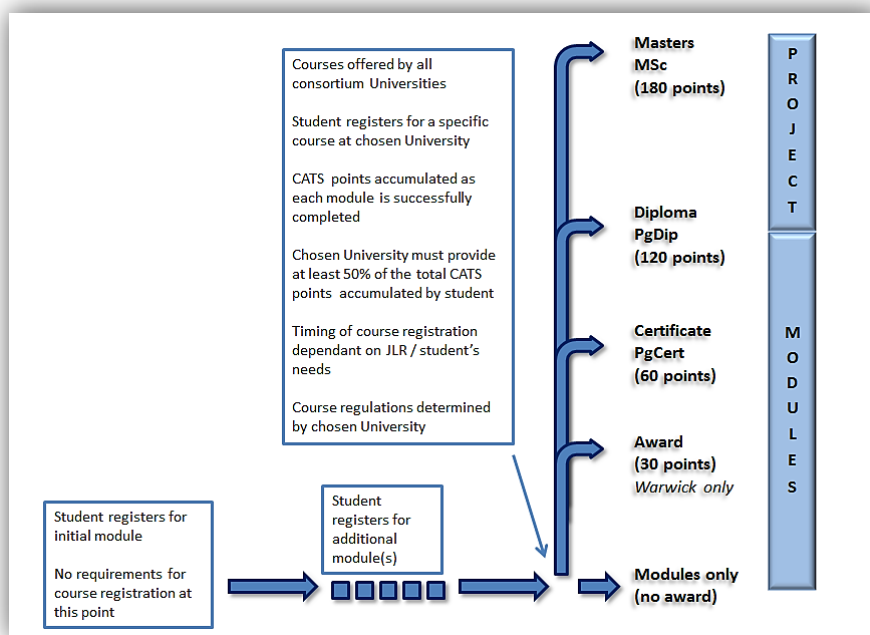 Courses offered by all
consortium Universities
Student registers for a specific
course at chosen University
CATS points accumulated as
each module is successfully
completed
Chosen University must provide
at least 50% of the total CATS
points accumulated by student
Timing of course registration
dependant on JLR / student's
needs
Course regulations determined
by chosen University
Masters
MSc
(180 points)
Diploma
PgDip
(120 points)
Certificate
PgCert
(60 points)
Award
(30 points)
Warwick only
Modules only
(no award)
PROJECT
MODULES
Student registers for
initial module
No requirements for
course registration at
this point
Student
registers for
additional
module(s)